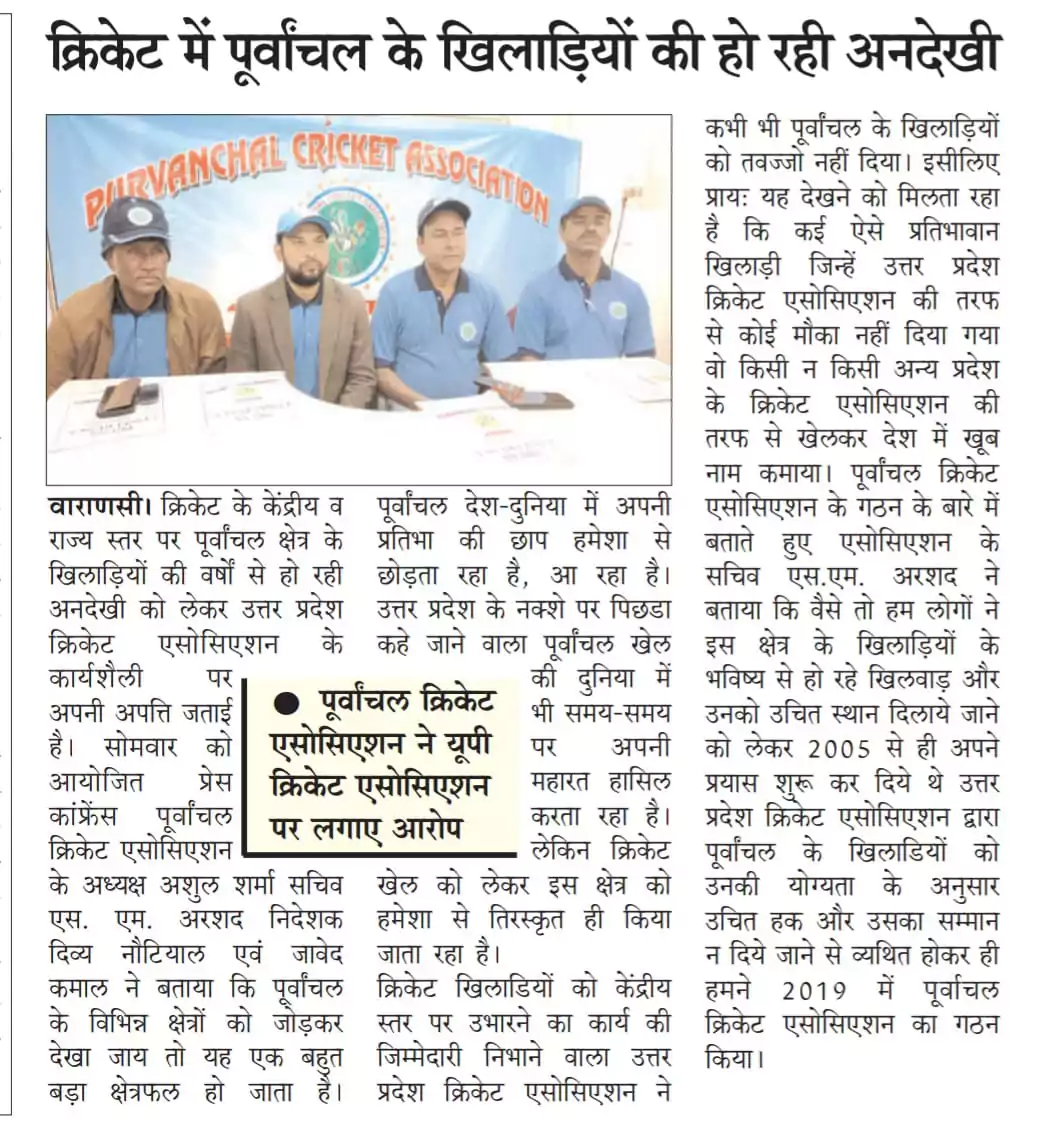 क्रिकेट में पूर्वांचल के खिलाड़ियों की हो रही अनदेखी
PURVANCHAL CRICKET ASSOCIATION
वाराणसी। क्रिकेट के केंद्रीय व
राज्य स्तर पर पूर्वांचल क्षेत्र के
खिलाड़ियों की वर्षों से हो रही
अनदेखी को लेकर उत्तर प्रदेश
क्रिकेट एसोसिएशन के
कार्यशैली पर
अपनी अपत्ति जताई
है। सोमवार को
आयोजित प्रेस
कांफ्रेंस पूर्वांचल
क्रिकेट एसोसिएशन
के अध्यक्ष अशुल शर्मा सचिव
एस. एम. अरशद निदेशक
दिव्य नौटियाल एवं जावेद
कमाल ने बताया कि पूर्वांचल
के विभिन्न क्षेत्रों को जोड़कर
देखा जाय तो यह एक बहुत
बड़ा क्षेत्रफल हो जाता है।
● पूर्वांचल क्रिकेट
एसोसिएशन ने यूपी
क्रिकेट एसोसिएशन
पर लगाए आरोप
पूर्वांचल देश-दुनिया में अपनी
प्रतिभा की छाप हमेशा से
छोड़ता रहा है, आ रहा है।
उत्तर प्रदेश के नक्शे पर पिछडा
कहे जाने वाला पूर्वांचल खेल
की दुनिया में
भी समय-समय
पर अपनी
महारत हासिल
करता रहा है।
लेकिन क्रिकेट
खेल को लेकर इस क्षेत्र को
हमेशा से तिरस्कृत ही किया
जाता रहा है।
क्रिकेट खिलाडियों को केंद्रीय
स्तर पर उभारने का कार्य की
जिम्मेदारी निभाने वाला उत्तर
प्रदेश क्रिकेट एसोसिएशन ने
कभी भी पूर्वांचल के खिलाड़ियों
को तवज्जो नहीं दिया। इसीलिए
प्रायः यह देखने को मिलता रहा
है कि कई ऐसे प्रतिभावान
खिलाड़ी जिन्हें उत्तर प्रदेश
क्रिकेट एसोसिएशन की तरफ
से कोई मौका नहीं दिया गया
वो किसी न किसी अन्य प्रदेश
के क्रिकेट एसोसिएशन की
तरफ से खेलकर देश में खूब
नाम कमाया। पूर्वांचल क्रिकेट
एसोसिएशन के गठन के बारे में
बताते हुए एसोसिएशन के
सचिव एस.एम. अरशद ने
बताया कि वैसे तो हम लोगों ने
इस क्षेत्र के खिलाड़ियों के
भविष्य से हो रहे खिलवाड़ और
उनको उचित स्थान दिलाये जाने
को लेकर 2005 से ही अपने
प्रयास शुरू कर दिये थे उत्तर
प्रदेश क्रिकेट एसोसिएशन द्वारा
पूर्वांचल के खिलाडियों को
उनकी योग्यता के अनुसार
उचित हक और उसका सम्मान
न दिये जाने से व्यथित होकर ही
हमने 2019 में पूर्वाचल
क्रिकेट एसोसिएशन का गठन
किया।